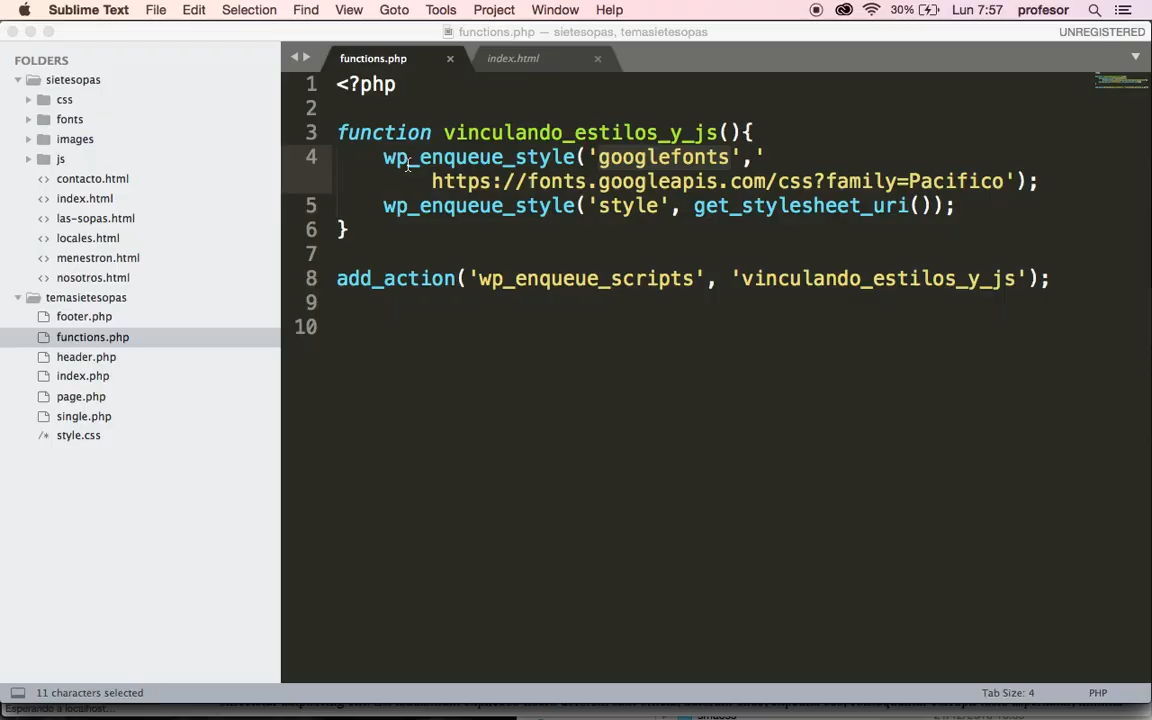 Sublime Text File Edit Selection Find View Goto Tools Project Window Help 30% Lun 7:57 profesor
functions.php — sietesopas, temasietesopas UNREGISTERED
FOLDERS
sietesopas
css
fonts
images
js
<> contacto.html
<> index.html
<> las-sopas.html
<> locales.html
<> menestron.html
<> nosotros.html
temasietesopas
footer.php
functions.php
header.php
index.php
page.php
single.php
/* style.css
functions.php × index.html ×
1 <?php
2
3 function vinculando_estilos_y_js(){
4 wp_enqueue_style('googlefonts','
https://fonts.googleapis.com/css?family=Pacifico');
5 wp_enqueue_style('style', get_stylesheet_uri());
6 }
7
8 add_action('wp_enqueue_scripts', 'vinculando_estilos_y_js');
9
10
11 characters selected Tab Size: 4 PHP
Esperando a localhost...